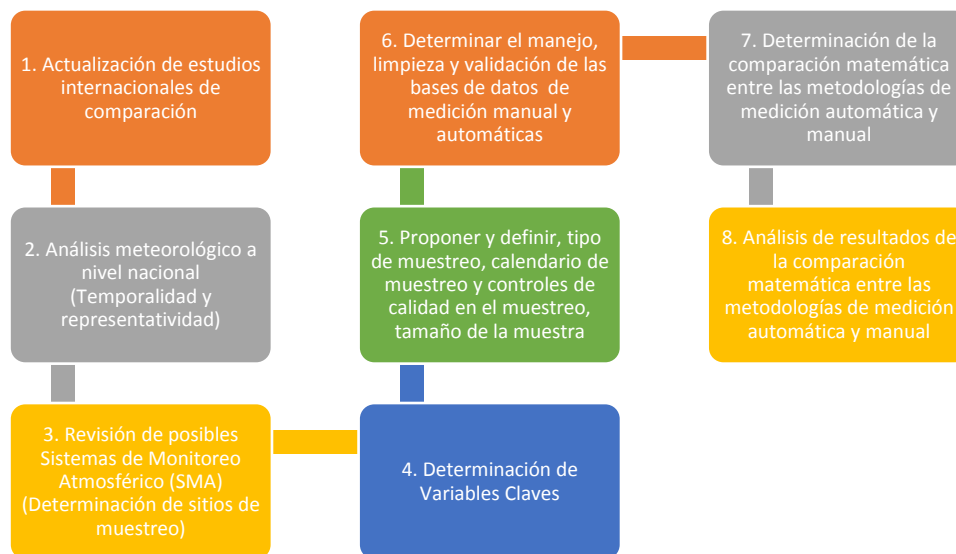 1. Actualización de estudios
internacionales de
comparación
2. Análisis meteorológico a
nivel nacional
(Temporalidad y
representatividad)
3. Revisión de posibles
Sistemas de Monitoreo
Atmosférico (SMA)
(Determinación de sitios de
muestreo)
4. Determinación de
Variables Claves
5. Proponer y definir, tipo
de muestreo, calendario de
muestreo y controles de
calidad en el muestreo,
tamaño de la muestra
6. Determinar el manejo,
limpieza y validación de las
bases de datos de
medición manual y
automáticas
7. Determinación de la
comparación matemática
entre las metodologías de
medición automática y
manual
8. Análisis de resultados de
la comparación
matemática entre las
metodologías de medición
automática y manual